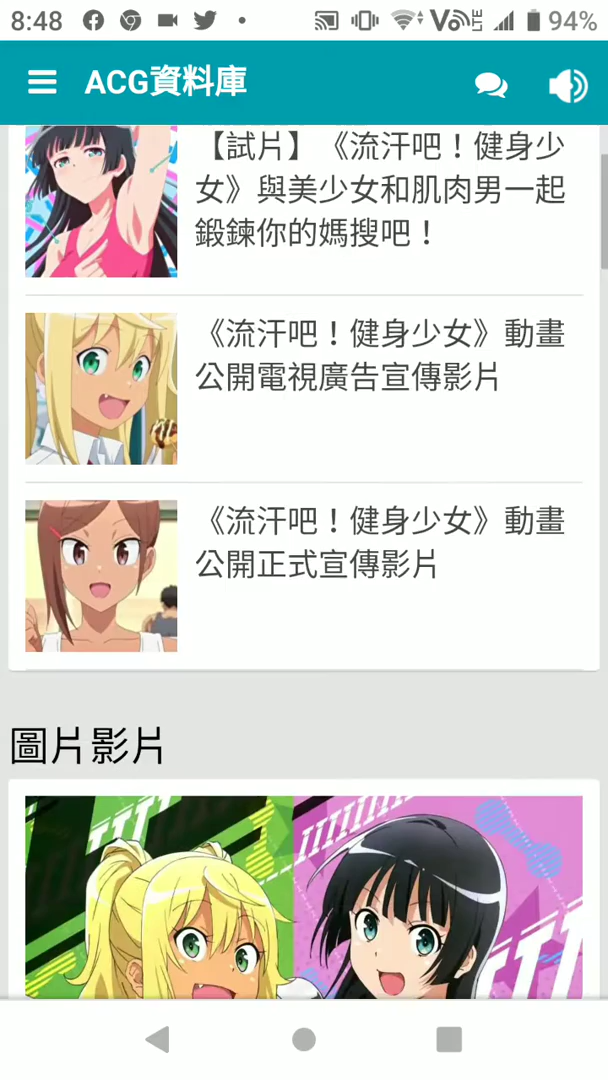 8:48
LTE
94%
ACG資料庫
【試片】《流汗吧！健身少
女》與美少女和肌肉男一起
鍛鍊你的媽搜吧！
《流汗吧！健身少女》動畫
公開電視廣告宣傳影片
《流汗吧！健身少女》動畫
公開正式宣傳影片
圖片影片